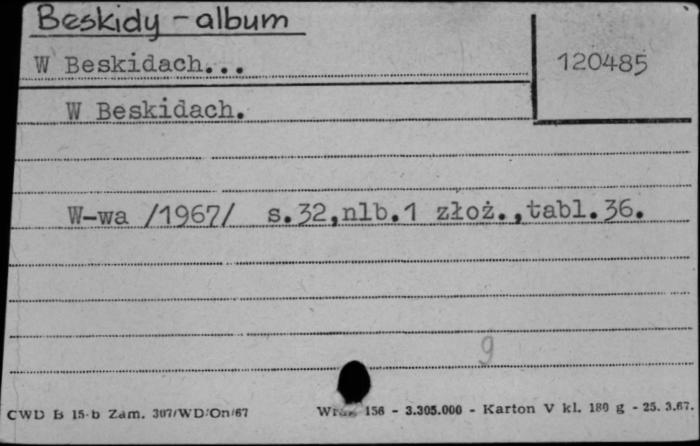 Beskidy - album
W Beskidach...
120485
W Beskidach.
W-wa /1967/ s.32,nlb.1 złoż.,tabl.36.
9
CWD B 15-b Zam. 307/WD/On/67
156 - 3.305.000 - Karton V kl. 180 g - 25. 3.67.